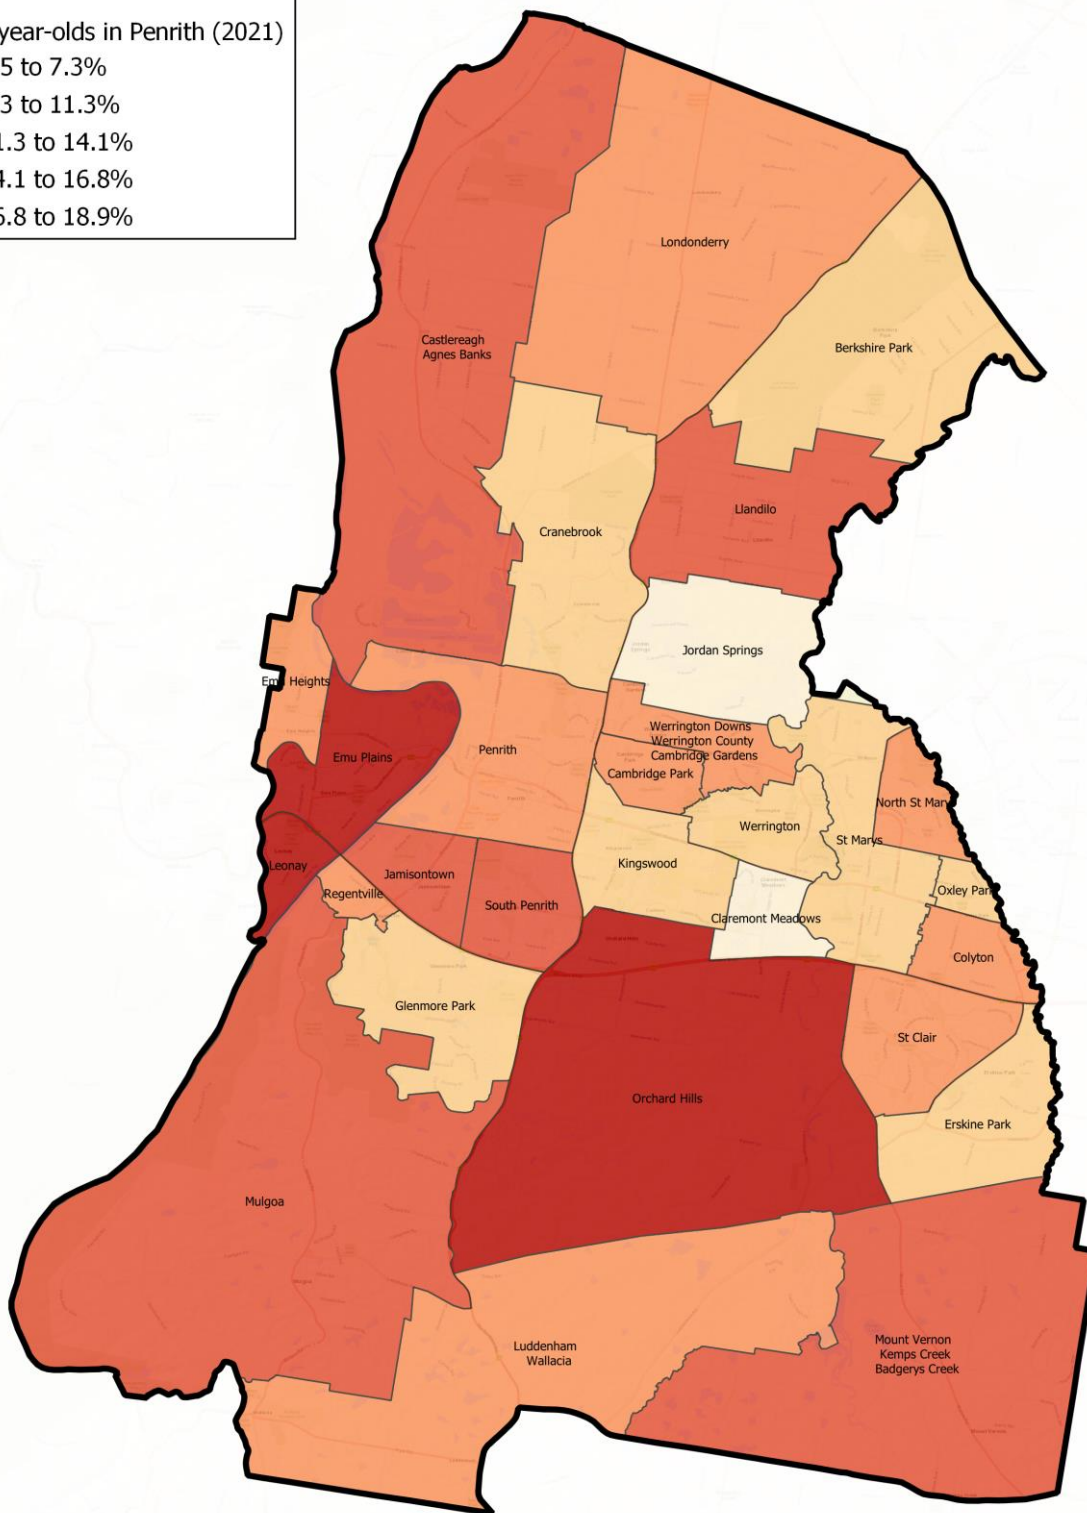 year-olds in Penrith (2021)
5 to 7.3%
3 to 11.3%
1.3 to 14.1%
4.1 to 16.8%
6.8 to 18.9%
Londonderry
Castlereagh
Agnes Banks
Berkshire Park
Llandilo
Cranebrook
Jordan Springs
Emu Heights
Werrington Downs
Werrington County
Cambridge Gardens
Penrith
Emu Plains
Cambridge Park
North St Mary
Werrington
St Marys
Kingswood
Leonay
Jamisontown
Regentville
Oxley Park
South Penrith
Claremont Meadows
Colyton
Glenmore Park
St Clair
Orchard Hills
Erskine Park
Mulgoa
Luddenham
Wallacia
Mount Vernon
Kemps Creek
Badgerys Creek